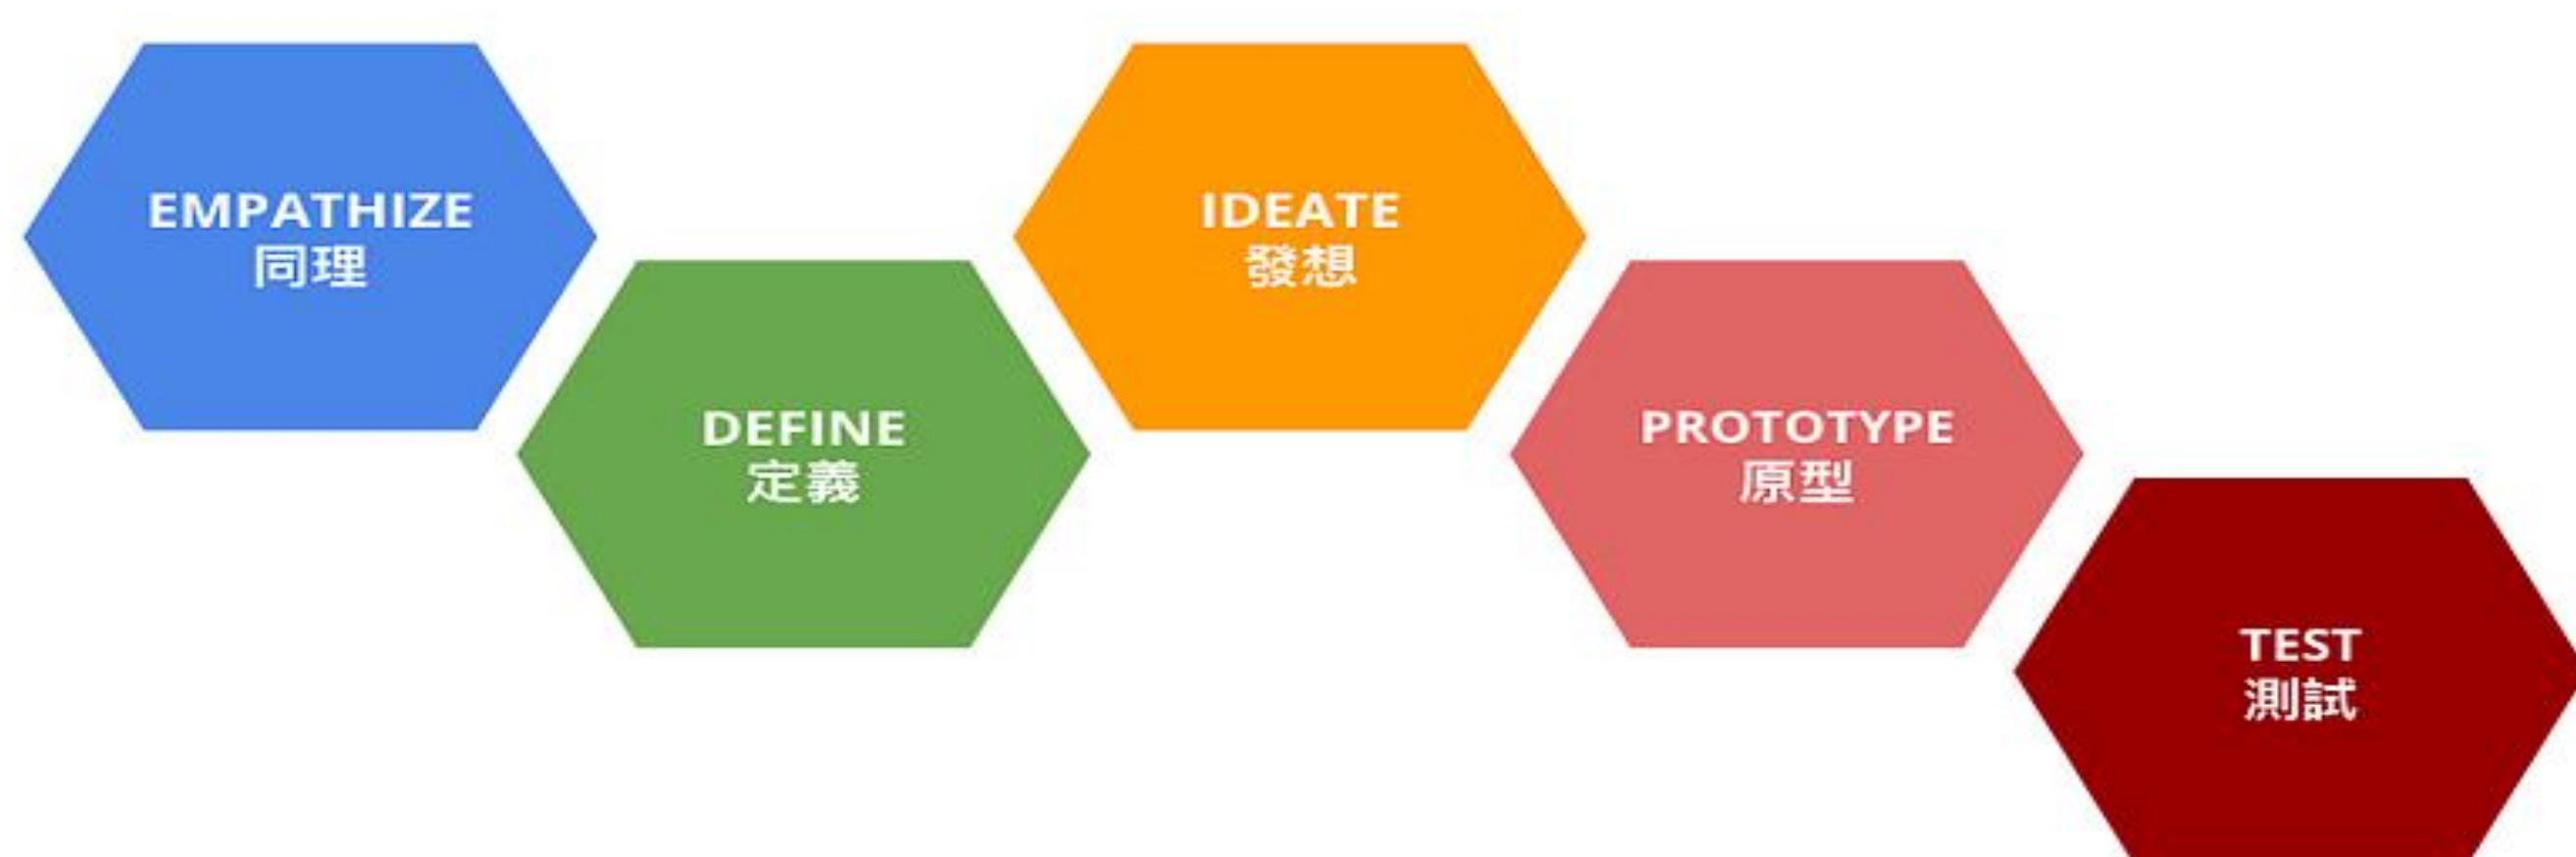 EMPATHIZE
同理
DEFINE
定義
IDEATE
發想
PROTOTYPE
原型
TEST
測試